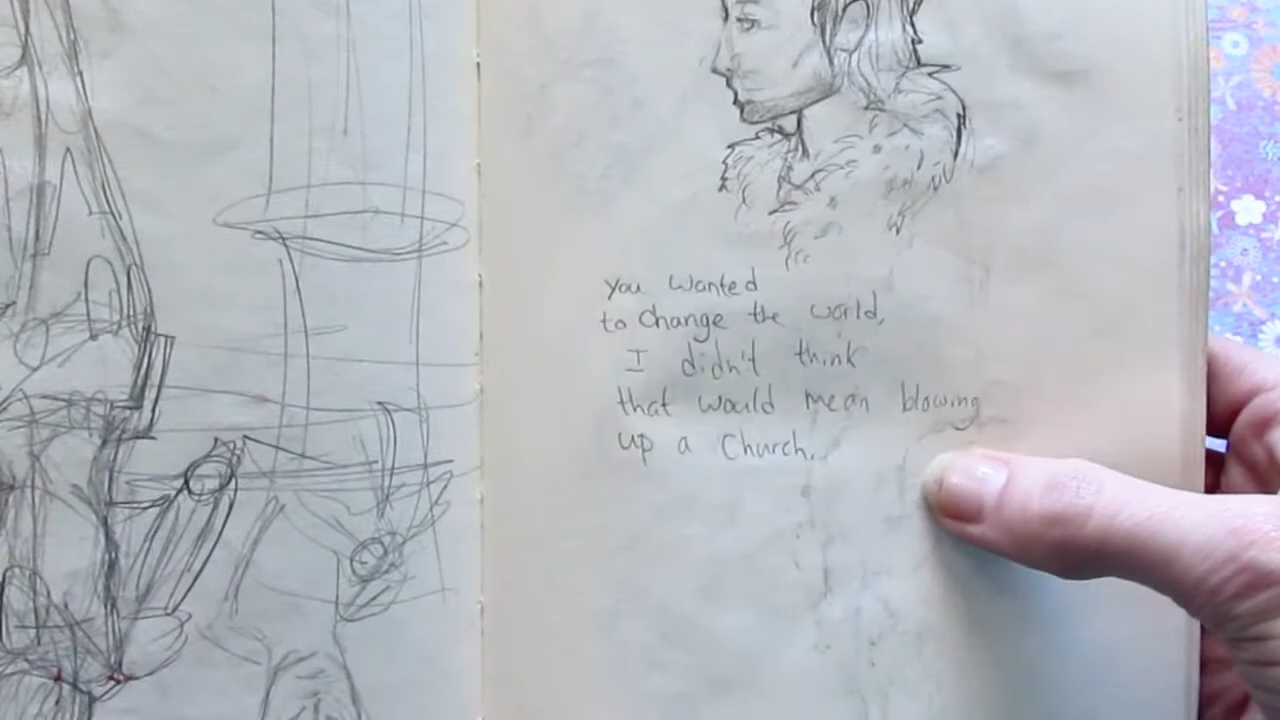 you wanted
to change the world,
I didn't think
that would mean blowing
up a Church.